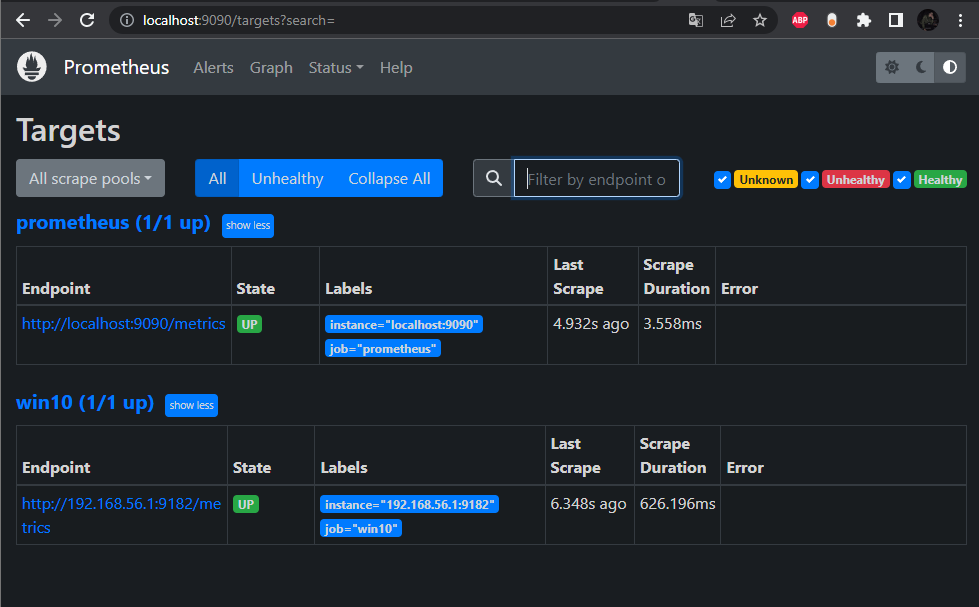 localhost:9090/targets?search=
ABP
Prometheus Alerts Graph Status Help
Targets
All scrape pools All Unhealthy Collapse All Filter by endpoint o Unknown Unhealthy Healthy
prometheus (1/1 up) show less
Endpoint State Labels Last Scrape Scrape Duration Error
http://localhost:9090/metrics UP instance="localhost:9090" 4.932s ago 3.558ms
job="prometheus"
win10 (1/1 up) show less
Endpoint State Labels Last Scrape Scrape Duration Error
http://192.168.56.1:9182/me UP instance="192.168.56.1:9182" 6.348s ago 626.196ms
trics job="win10"